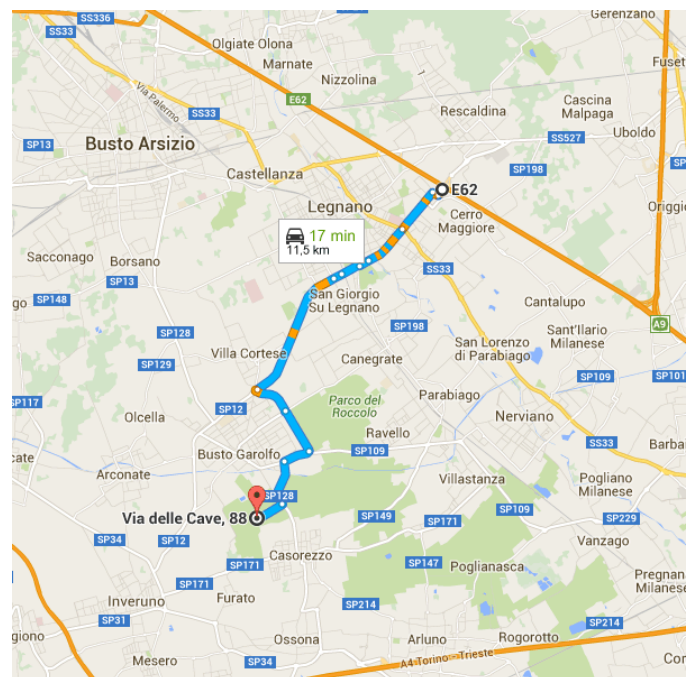 SS336
Gerenzano
Olgiate Olona
Marnate
Fuse
Nizzolina
Via Palermo
SS33
E62
Rescaldina
Cascina
Malpaga
Uboldo
SP13
Busto Arsizio
SS527
Castellanza
SP198
E62
Legnano
Cerro
Maggiore
Origgi
17 min
11,5 km
Sacconago
Borsano
SP13
SS33
go
SP148
San Giorgio
Su Legnano
Cantalupo
SP128
SP198
A9
San Lorenzo
di Parabiago
Sant'Ilario
Milanese
SP129
Villa Cortese
Canegrate
SP109
SP101
SP117
SP12
Parco del
Roccolo
Parabiago
Olcella
Nerviano
Ravello
SS33
Barba
cate
Busto Garolfo
SP109
Arconate
Villastanza
Pogliano
Milanese
SP128
SP109
Via delle Cave, 88
SP149
SP171
SP229
SP34
SP12
Vanzago
Casorezzo
SP171
SP147
Poglianasca
SP171
Pregnan
Milanese
Inveruno
Furato
SP214
SP31
SP214
giono
Ossona
Arluno
Rogorotto
Mesero
SP34
A4 Torino - Trieste
Cor